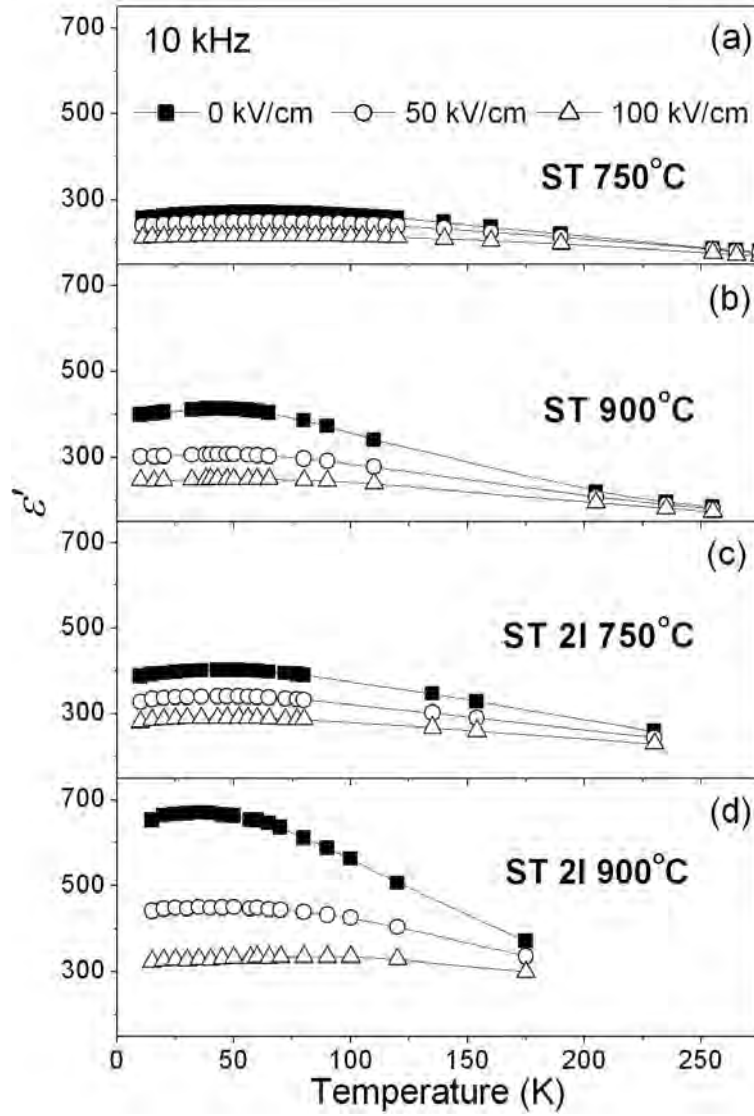 700
10 kHz
(a)
500
0 kV/cm 50 kV/cm 100 kV/cm
ST 750°C
300
700
(b)
500
ST 900°C
300
ε'
700
(c)
500
ST 2I 750°C
300
700
(d)
500
ST 2I 900°C
300
0 50 100 150 200 250
Temperature (K)